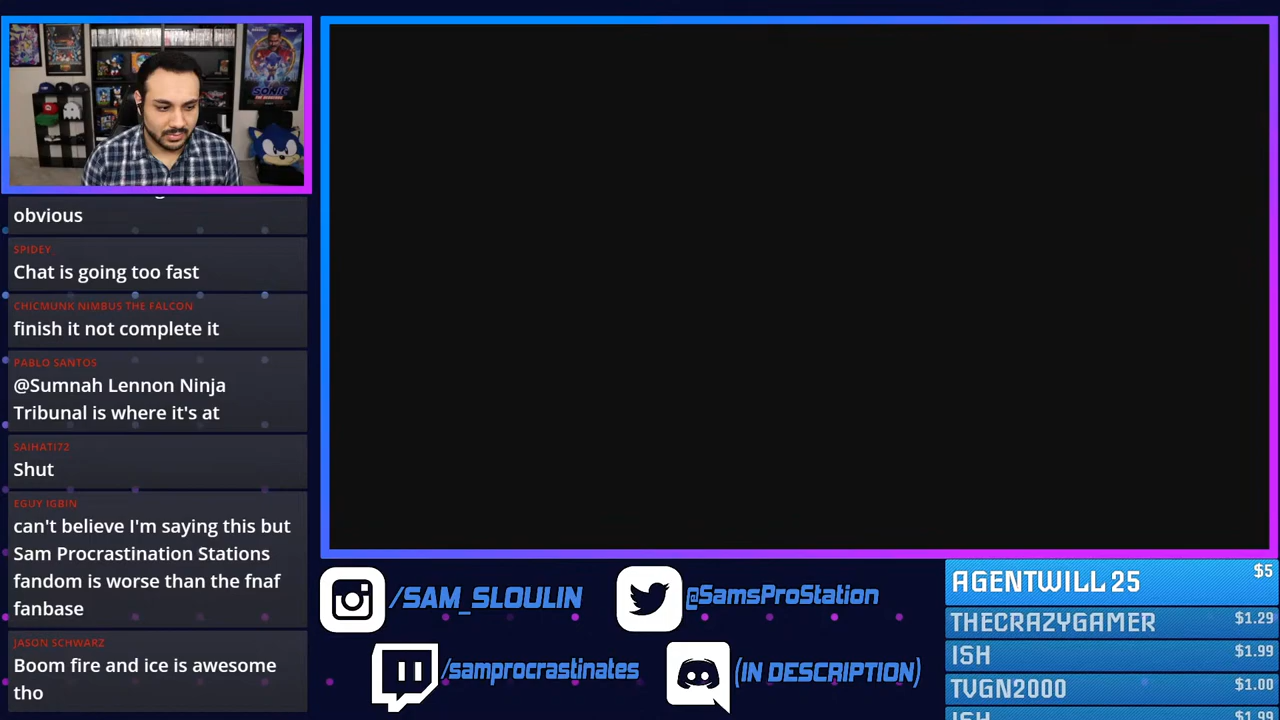 obvious
SPIDEY
Chat is going too fast
CHICMUNK NIMBUS THE FALCON
finish it not complete it
PABLO SANTOS
@Sumnah Lennon Ninja
Tribunal is where it's at
SAIHATI72
Shut
EGUY IGBIN
can't believe I'm saying this but
Sam Procrastination Stations
fandom is worse than the fnaf
fanbase
JASON SCHWARZ
Boom fire and ice is awesome
tho
/SAM_SLOULIN
@SamsProStation
/samprocrastinates
(IN DESCRIPTION)
AGENTWILL25 $5
THECRAZYGAMER $1.29
ISH $1.99
TVGN2000 $1.00
ISH $1.99